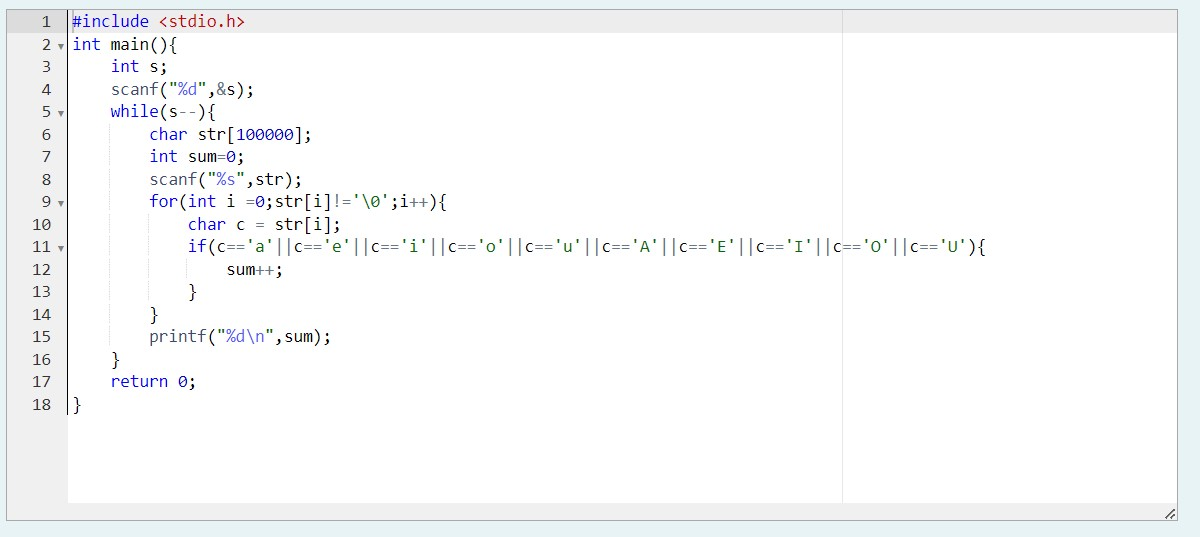 1 #include <stdio.h>
2 int main(){
3     int s;
4     scanf("%d",&s);
5     while(s--){
6         char str[100000];
7         int sum=0;
8         scanf("%s",str);
9         for(int i =0;str[i]!='\0';i++){
10             char c = str[i];
11             if(c=='a'||c=='e'||c=='i'||c=='o'||c=='u'||c=='A'||c=='E'||c=='I'||c=='O'||c=='U'){
12                 sum++;
13             }
14         }
15         printf("%d\n",sum);
16     }
17     return 0;
18 }